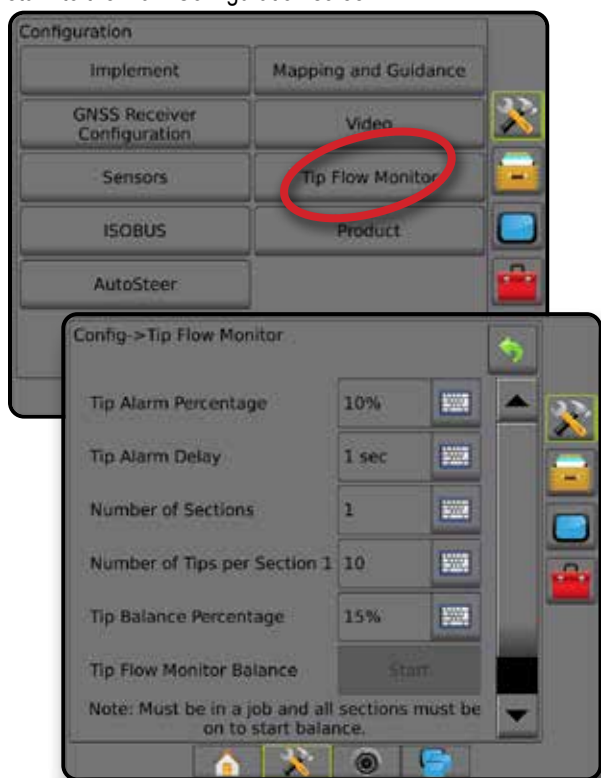 Configuration
Implement
Mapping and Guidance
GNSS Receiver
Configuration
Video
Sensors
Tip Flow Monitor
ISOBUS
Product
AutoSteer
Config->Tip Flow Monitor
Tip Alarm Percentage
10%
Tip Alarm Delay
1 sec
Number of Sections
1
Number of Tips per Section 1
10
Tip Balance Percentage
15%
Tip Flow Monitor Balance
Start
Note: Must be in a job and all sections must be
on to start balance.